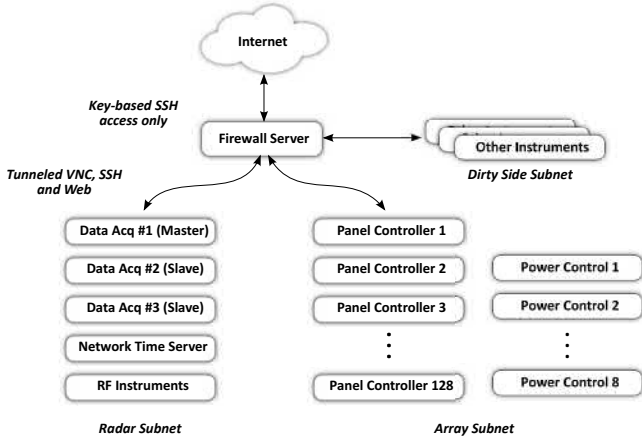 Internet
Key-based SSH
access only
Firewall Server
Other Instruments
Dirty Side Subnet
Tunneled VNC, SSH
and Web
Data Acq #1 (Master)
Data Acq #2 (Slave)
Data Acq #3 (Slave)
Network Time Server
RF Instruments
Radar Subnet
Panel Controller 1
Panel Controller 2
Panel Controller 3
Panel Controller 128
Power Control 1
Power Control 2
Power Control 8
Array Subnet